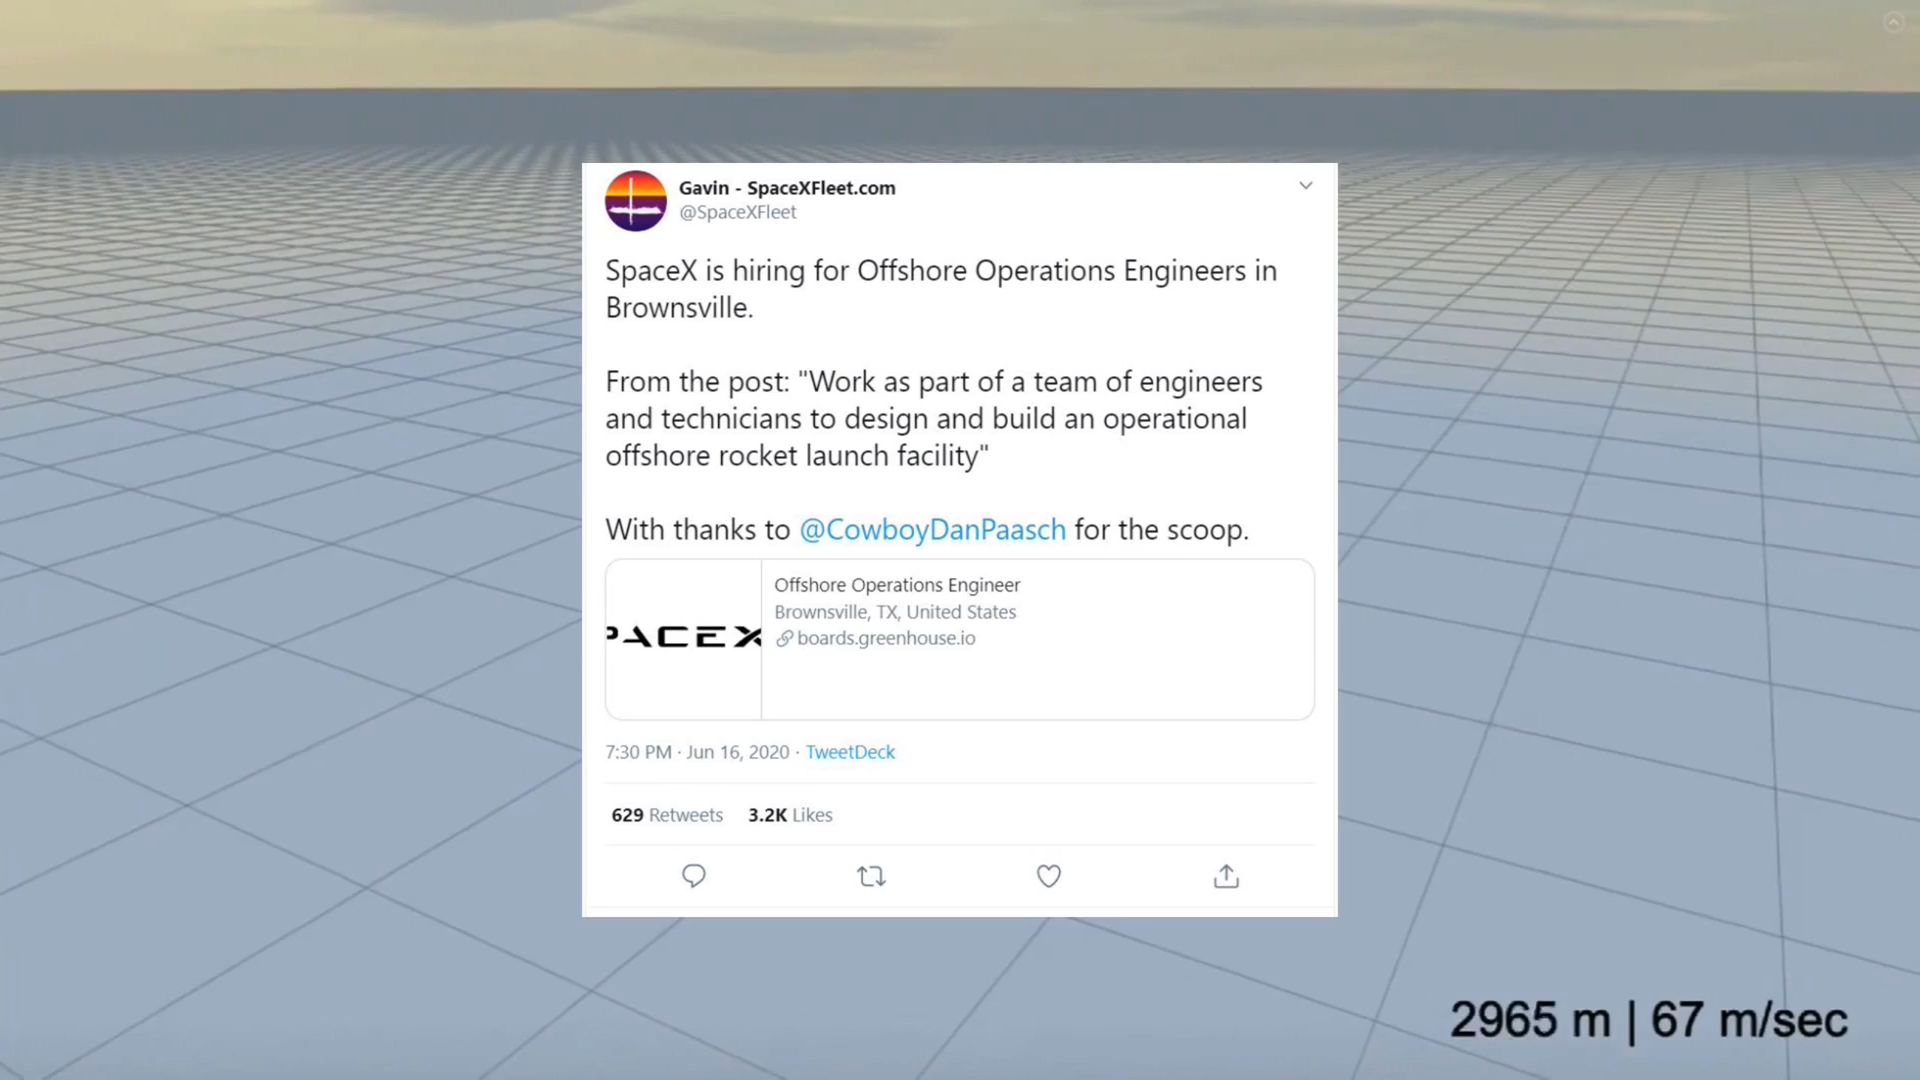 Gavin - SpaceXFleet.com
@SpaceXFleet
SpaceX is hiring for Offshore Operations Engineers in
Brownsville.
From the post: "Work as part of a team of engineers
and technicians to design and build an operational
offshore rocket launch facility"
With thanks to @CowboyDanPaasch for the scoop.
PACEX
Offshore Operations Engineer
Brownsville, TX, United States
boards.greenhouse.io
7:30 PM · Jun 16, 2020 · TweetDeck
629 Retweets 3.2K Likes
2965 m | 67 m/sec